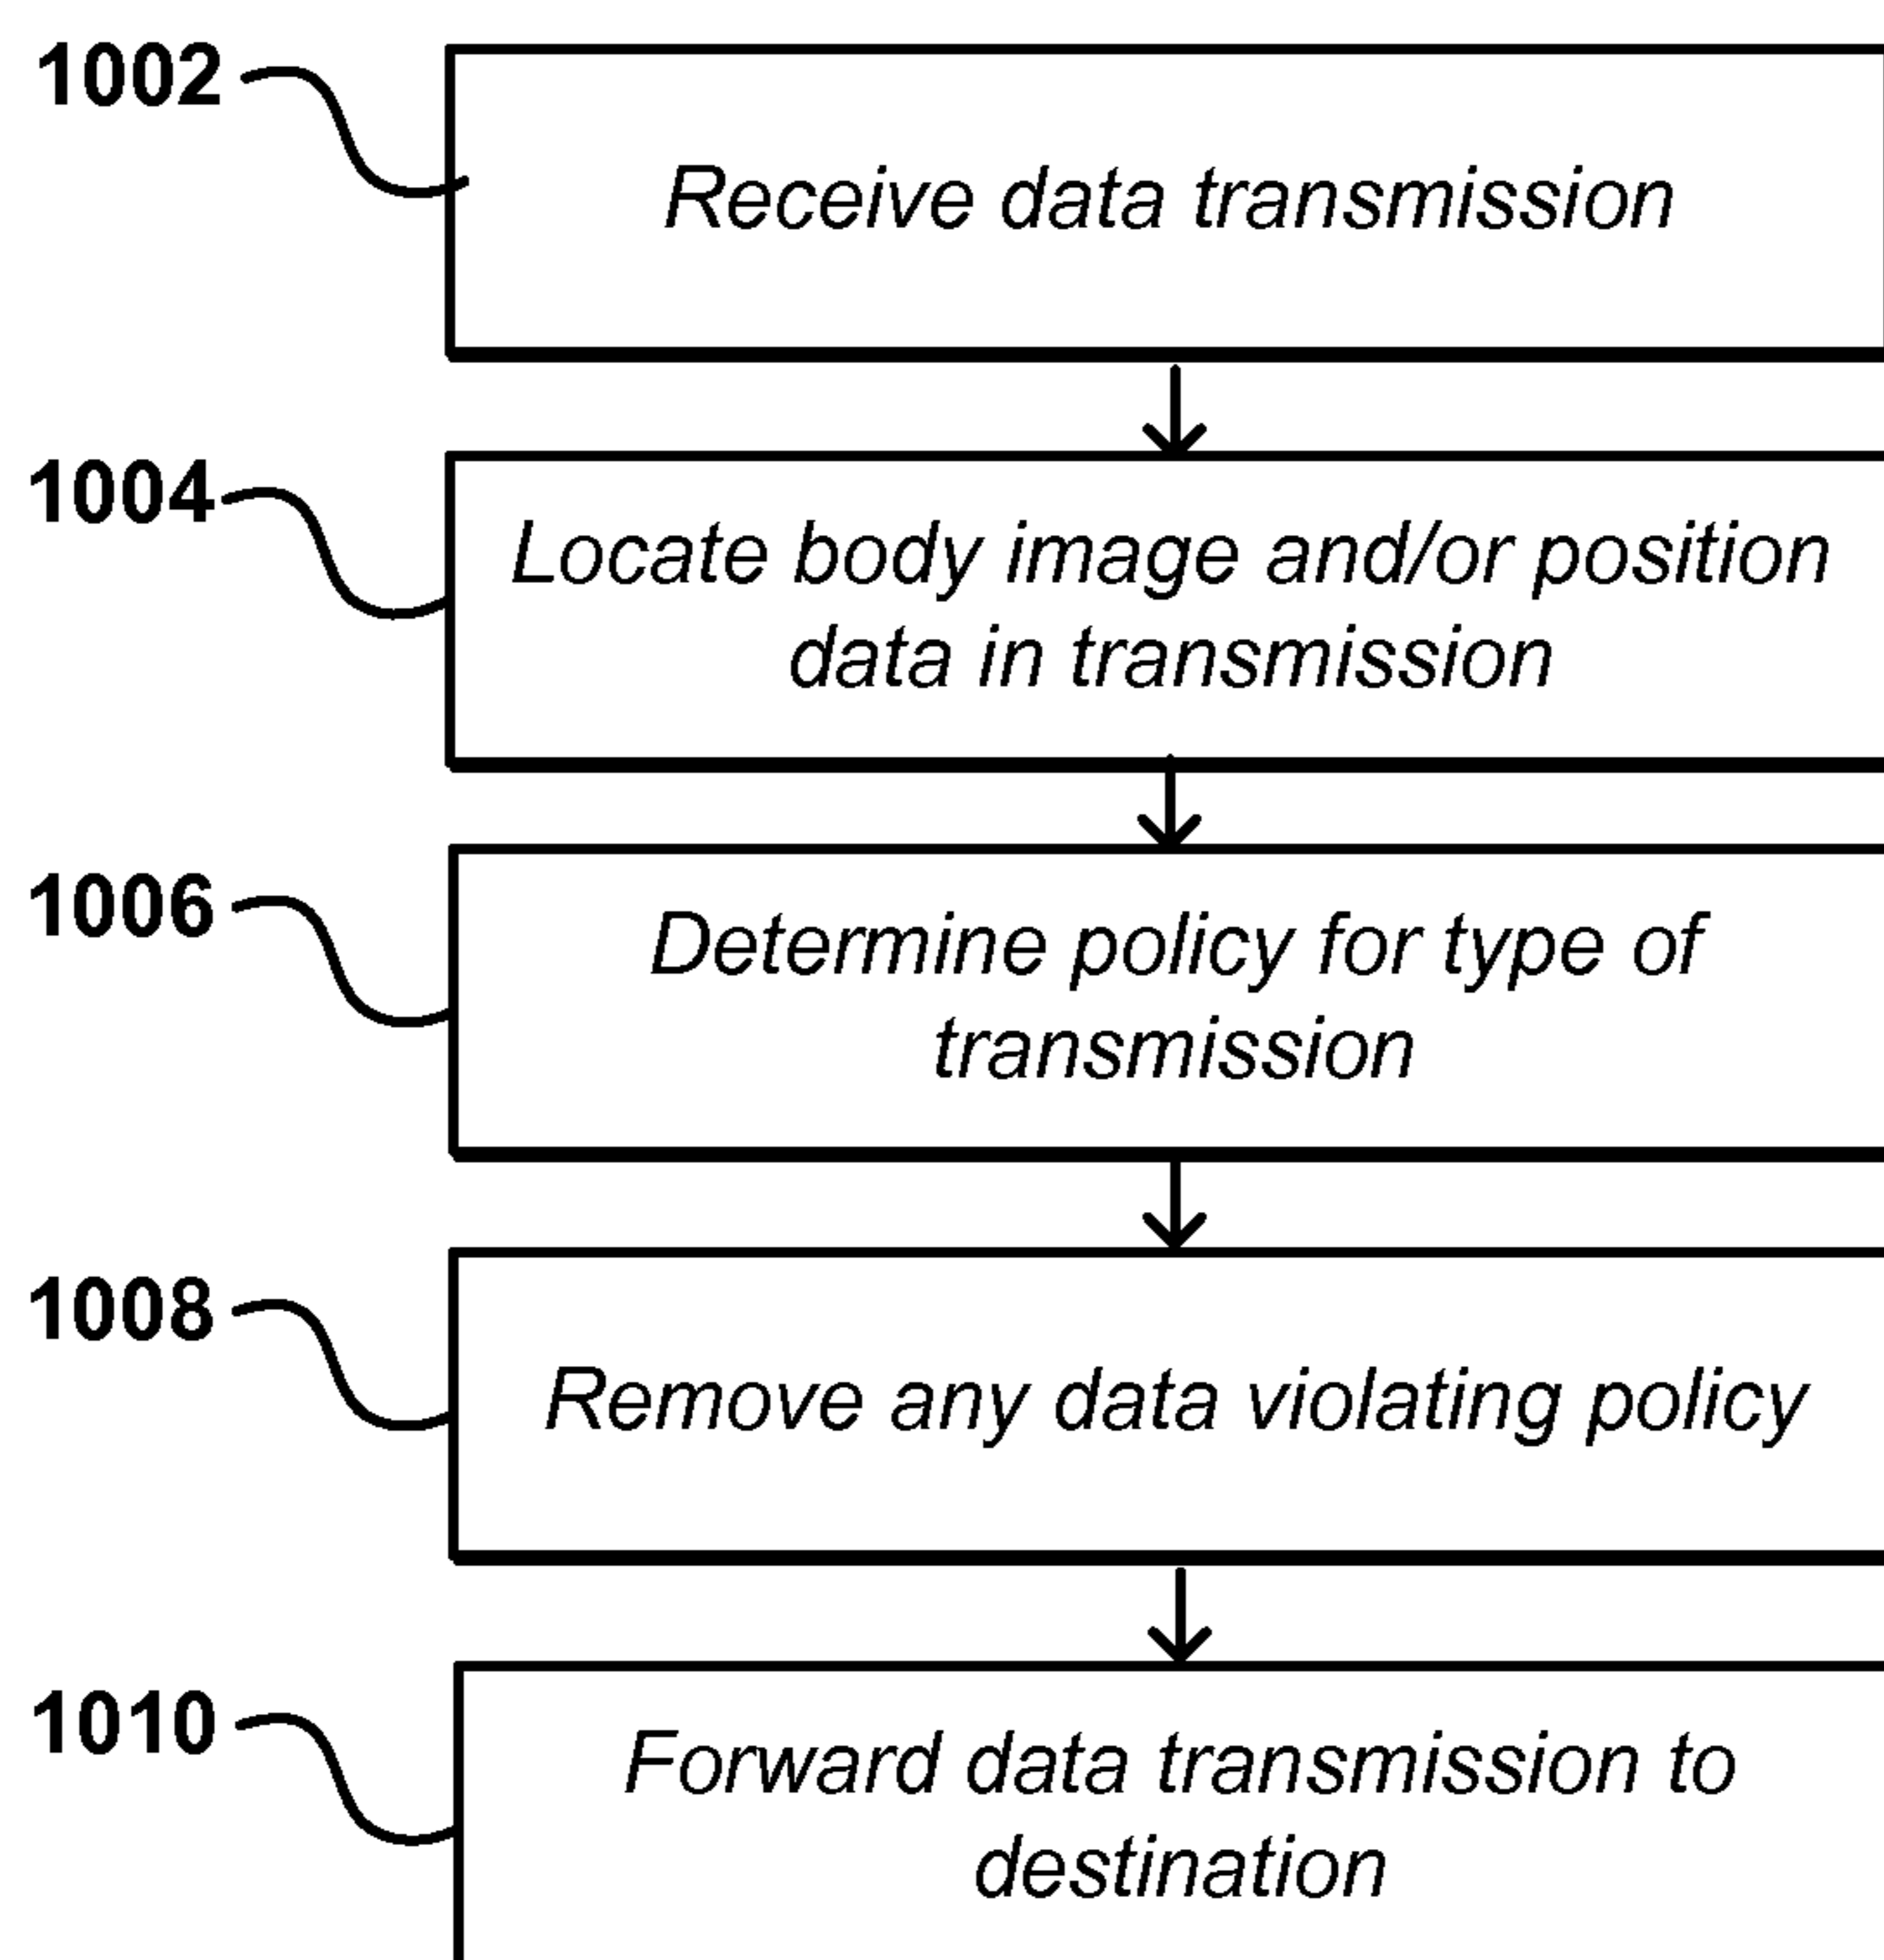 1002
Receive data transmission
1004
Locate body image and/or position
data in transmission
1006
Determine policy for type of
transmission
1008
Remove any data violating policy
1010
Forward data transmission to
destination